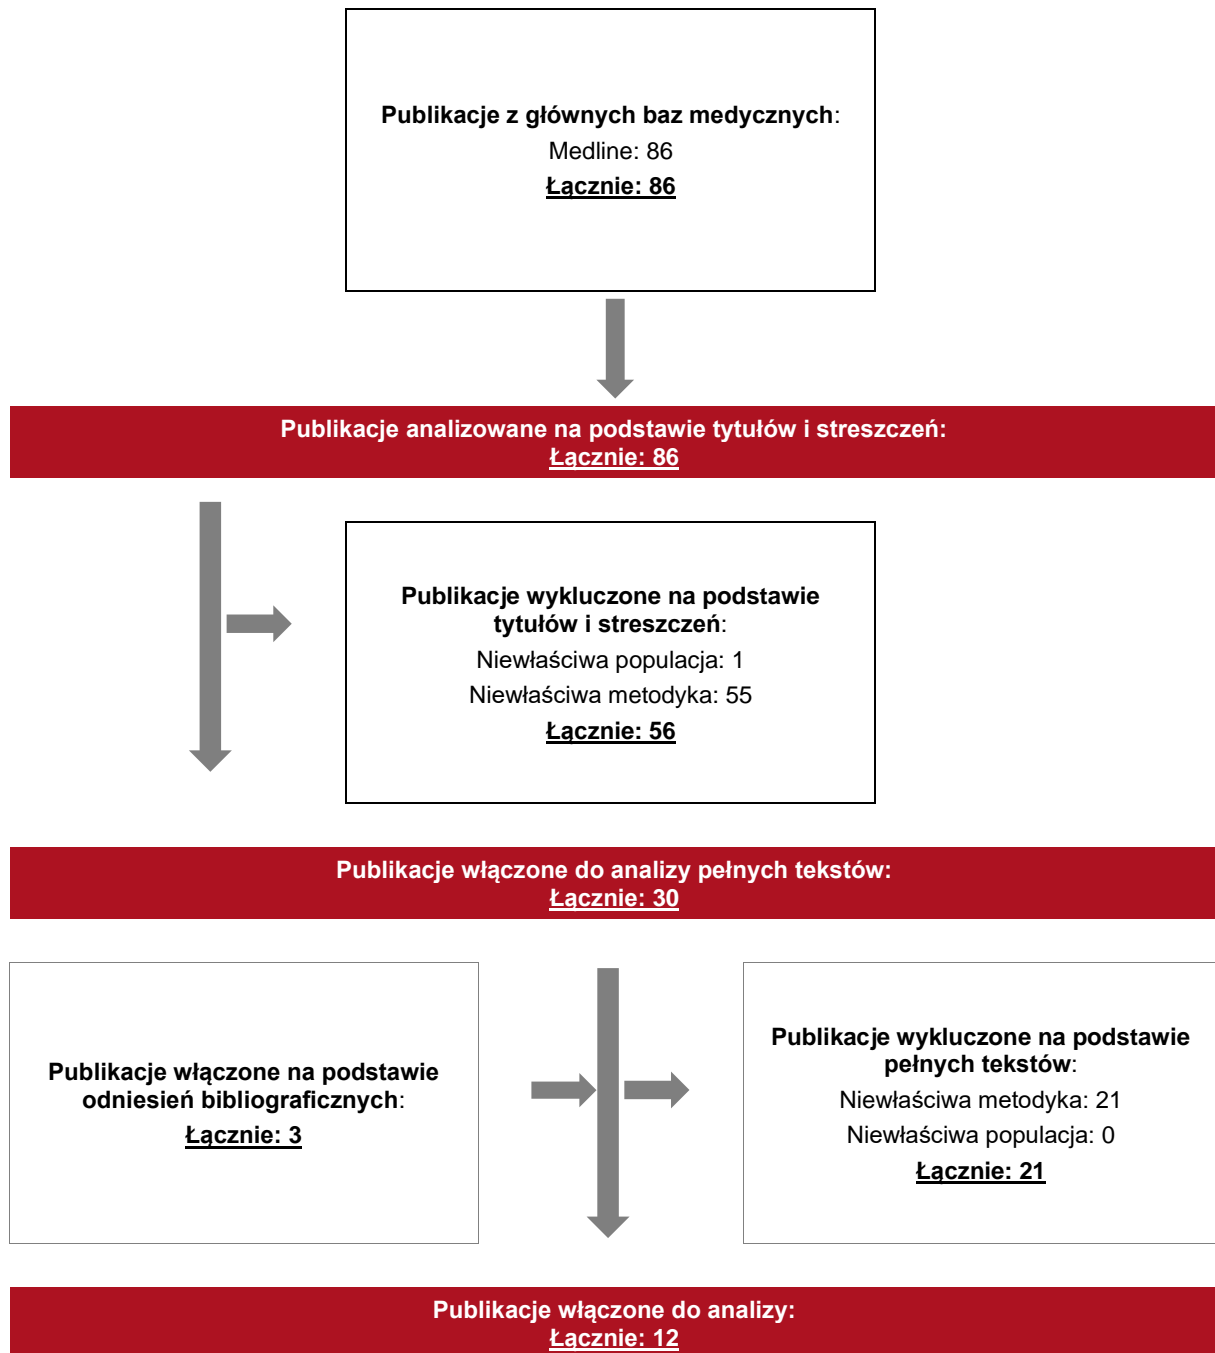 Publikacje z głównych baz medycznych:
Medline: 86
Łącznie: 86
Publikacje analizowane na podstawie tytułów i streszczeń:
Łącznie: 86
Publikacje wykluczone na podstawie
tytułów i streszczeń:
Niewłaściwa populacja: 1
Niewłaściwa metodyka: 55
Łącznie: 56
Publikacje włączone do analizy pełnych tekstów:
Łącznie: 30
Publikacje włączone na podstawie
odniesień bibliograficznych:
Łącznie: 3
Publikacje wykluczone na podstawie
pełnych tekstów:
Niewłaściwa metodyka: 21
Niewłaściwa populacja: 0
Łącznie: 21
Publikacje włączone do analizy:
Łącznie: 12